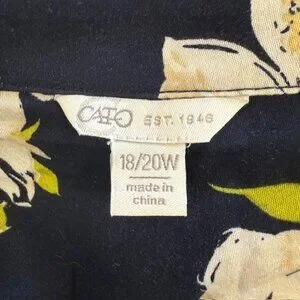 CATO EST. 1946
18/20W
made in
china